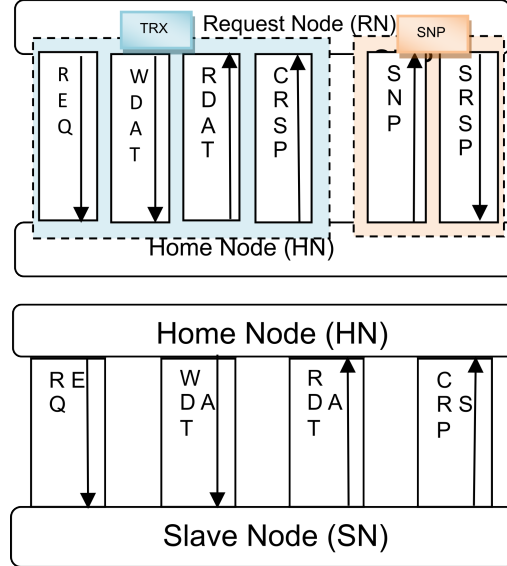 TRX
Request Node (RN)
SNP
R
E
Q
W
D
A
T
R
D
A
T
C
R
S
P
S
N
P
S
R
S
P
Home Node (HN)
Home Node (HN)
R E
Q
W
D A
T
R
D A
T
C
R S
P
Slave Node (SN)